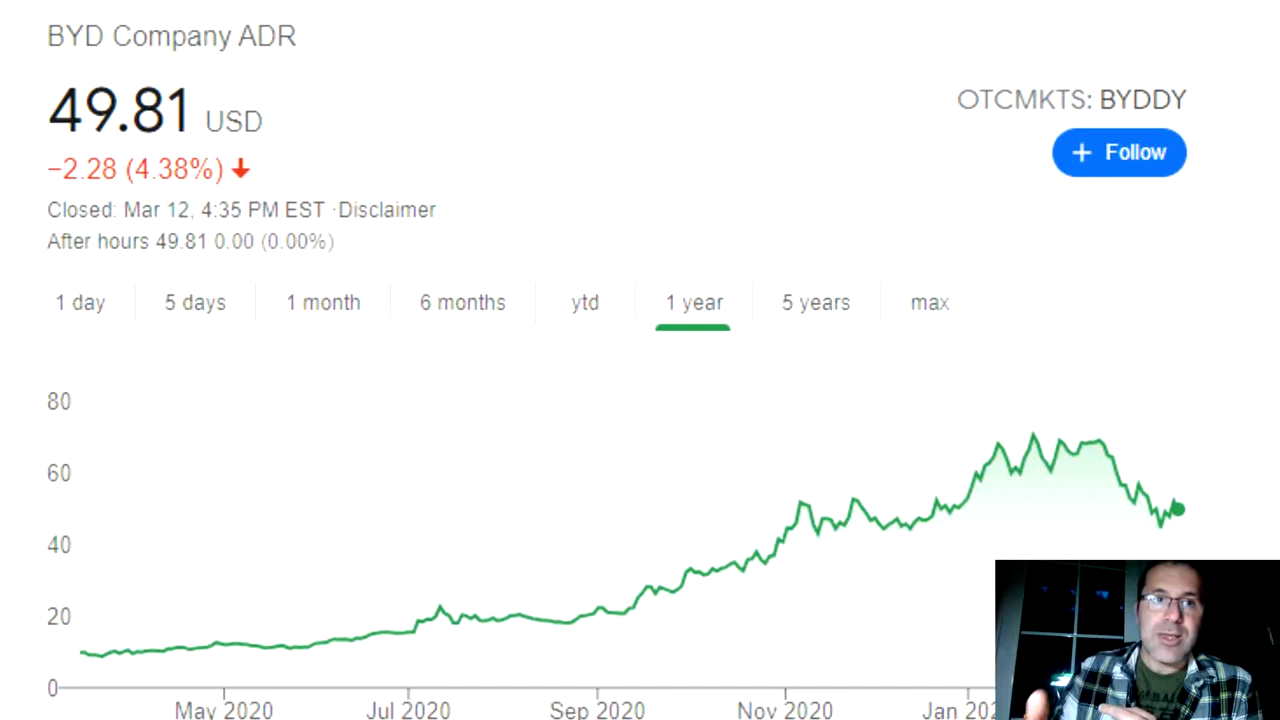 BYD Company ADR
49.81 USD
OTCMKTS: BYDDY
−2.28 (4.38%)
+ Follow
Closed: Mar 12, 4:35 PM EST · Disclaimer
After hours 49.81 0.00 (0.00%)
1 day 5 days 1 month 6 months ytd 1 year 5 years max
80
60
40
20
0
May 2020 Jul 2020 Sep 2020 Nov 2020 Jan